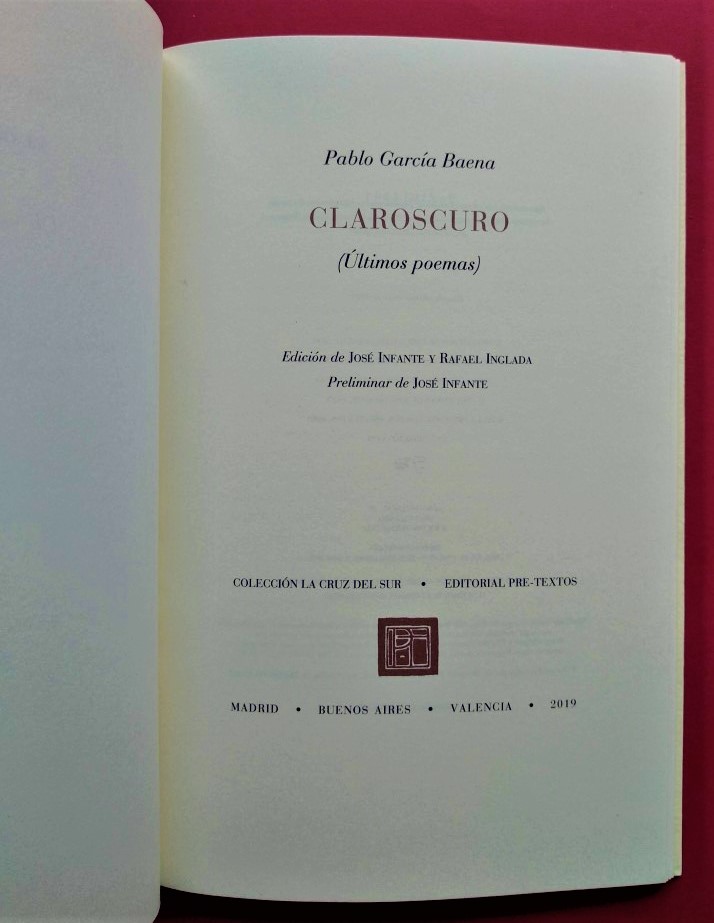 Pablo García Baena
CLAROSCURO
(Últimos poemas)
Edición de JOSÉ INFANTE Y RAFAEL INGLADA
Preliminar de JOSÉ INFANTE
COLECCIÓN LA CRUZ DEL SUR • EDITORIAL PRE-TEXTOS
MADRID • BUENOS AIRES • VALENCIA • 2019